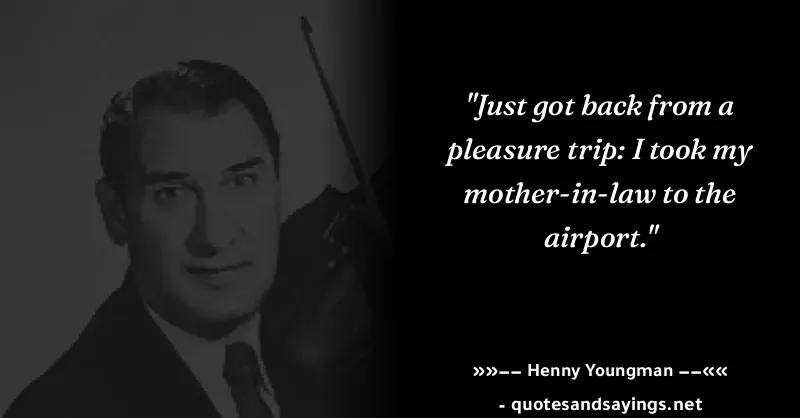 "Just got back from a
pleasure trip: I took my
mother-in-law to the
airport."
»»−− Henny Youngman −−««
- quotesandsayings.net